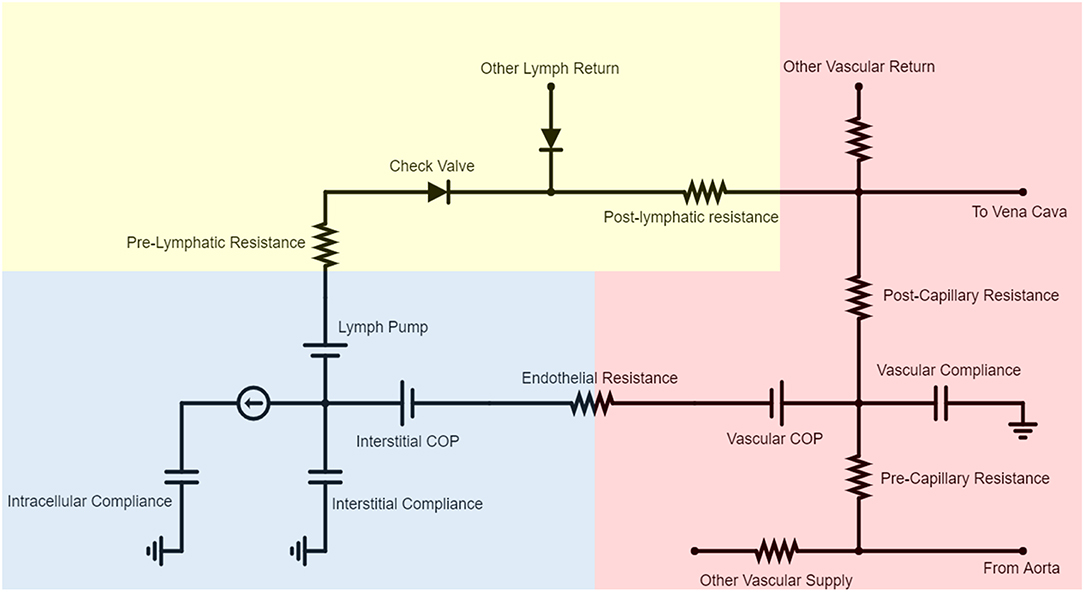 Other Lymph Return
Other Vascular Return
Check Valve
Post-lymphatic resistance
To Vena Cava
Pre-Lymphatic Resistance
Post-Capillary Resistance
Lymph Pump
Endothelial Resistance
Vascular Compliance
Interstitial COP
Vascular COP
Intracellular Compliance
Interstitial Compliance
Pre-Capillary Resistance
From Aorta
Other Vascular Supply